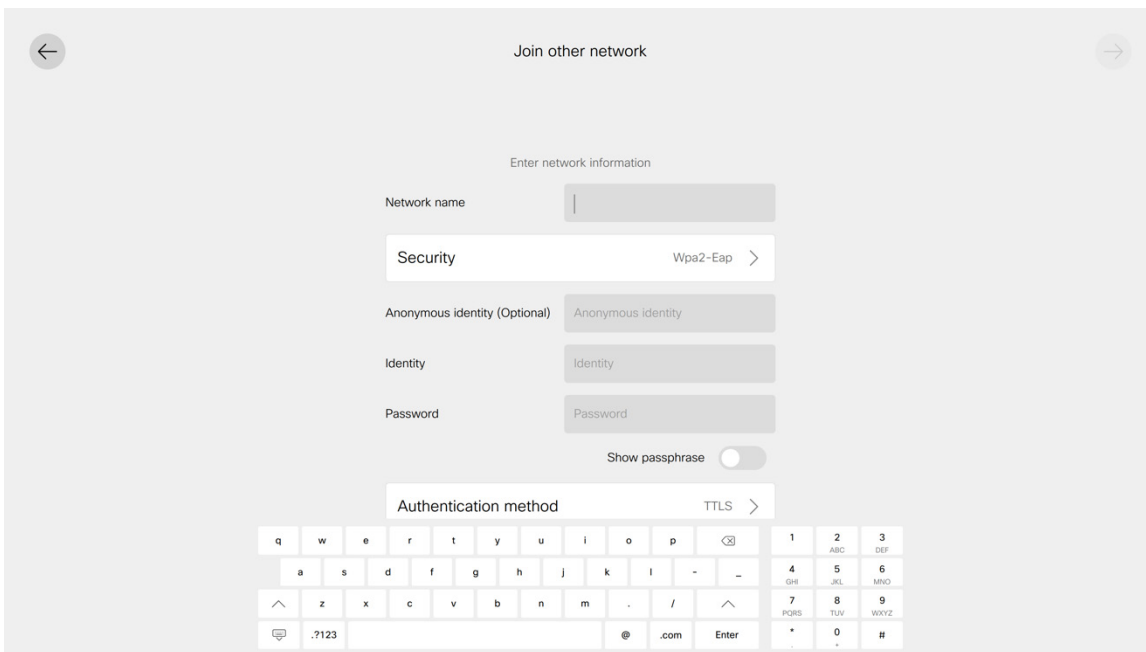 Join other network
Enter network information
Network name
Security Wpa2-Eap
Anonymous identity (Optional) Anonymous identity
Identity Identity
Password Password
Show passphrase
Authentication method TTLS
q w e r t y u i o p 1 2 ABC 3 DEF
a s d f g h j k l - _ 4 GHI 5 JKL 6 MNO
z x c v b n m . / 7 PQRS 8 TUV 9 WXYZ
.?123 @ .com Enter * . 0 + #